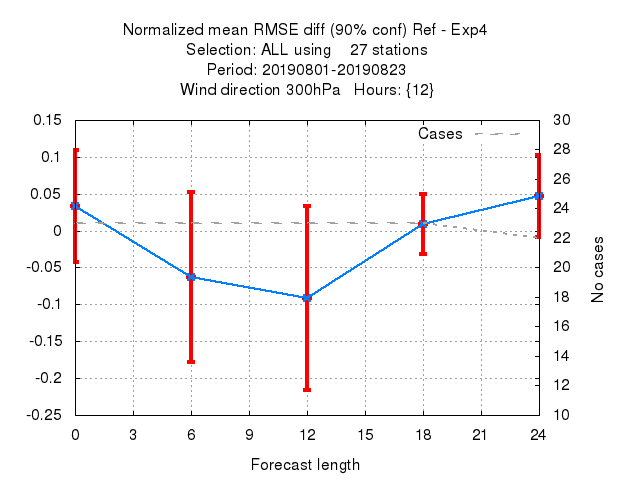 Normalized mean RMSE diff (90% conf) Ref - Exp4
Selection: ALL using    27 stations
Period: 20190801-20190823
Wind direction 300hPa   Hours: {12}
Cases
0.15
0.1
0.05
0
-0.05
-0.1
-0.15
-0.2
-0.25
30
28
26
24
22
20
18
16
14
12
10
No cases
0 3 6 9 12 15 18 21 24
Forecast length